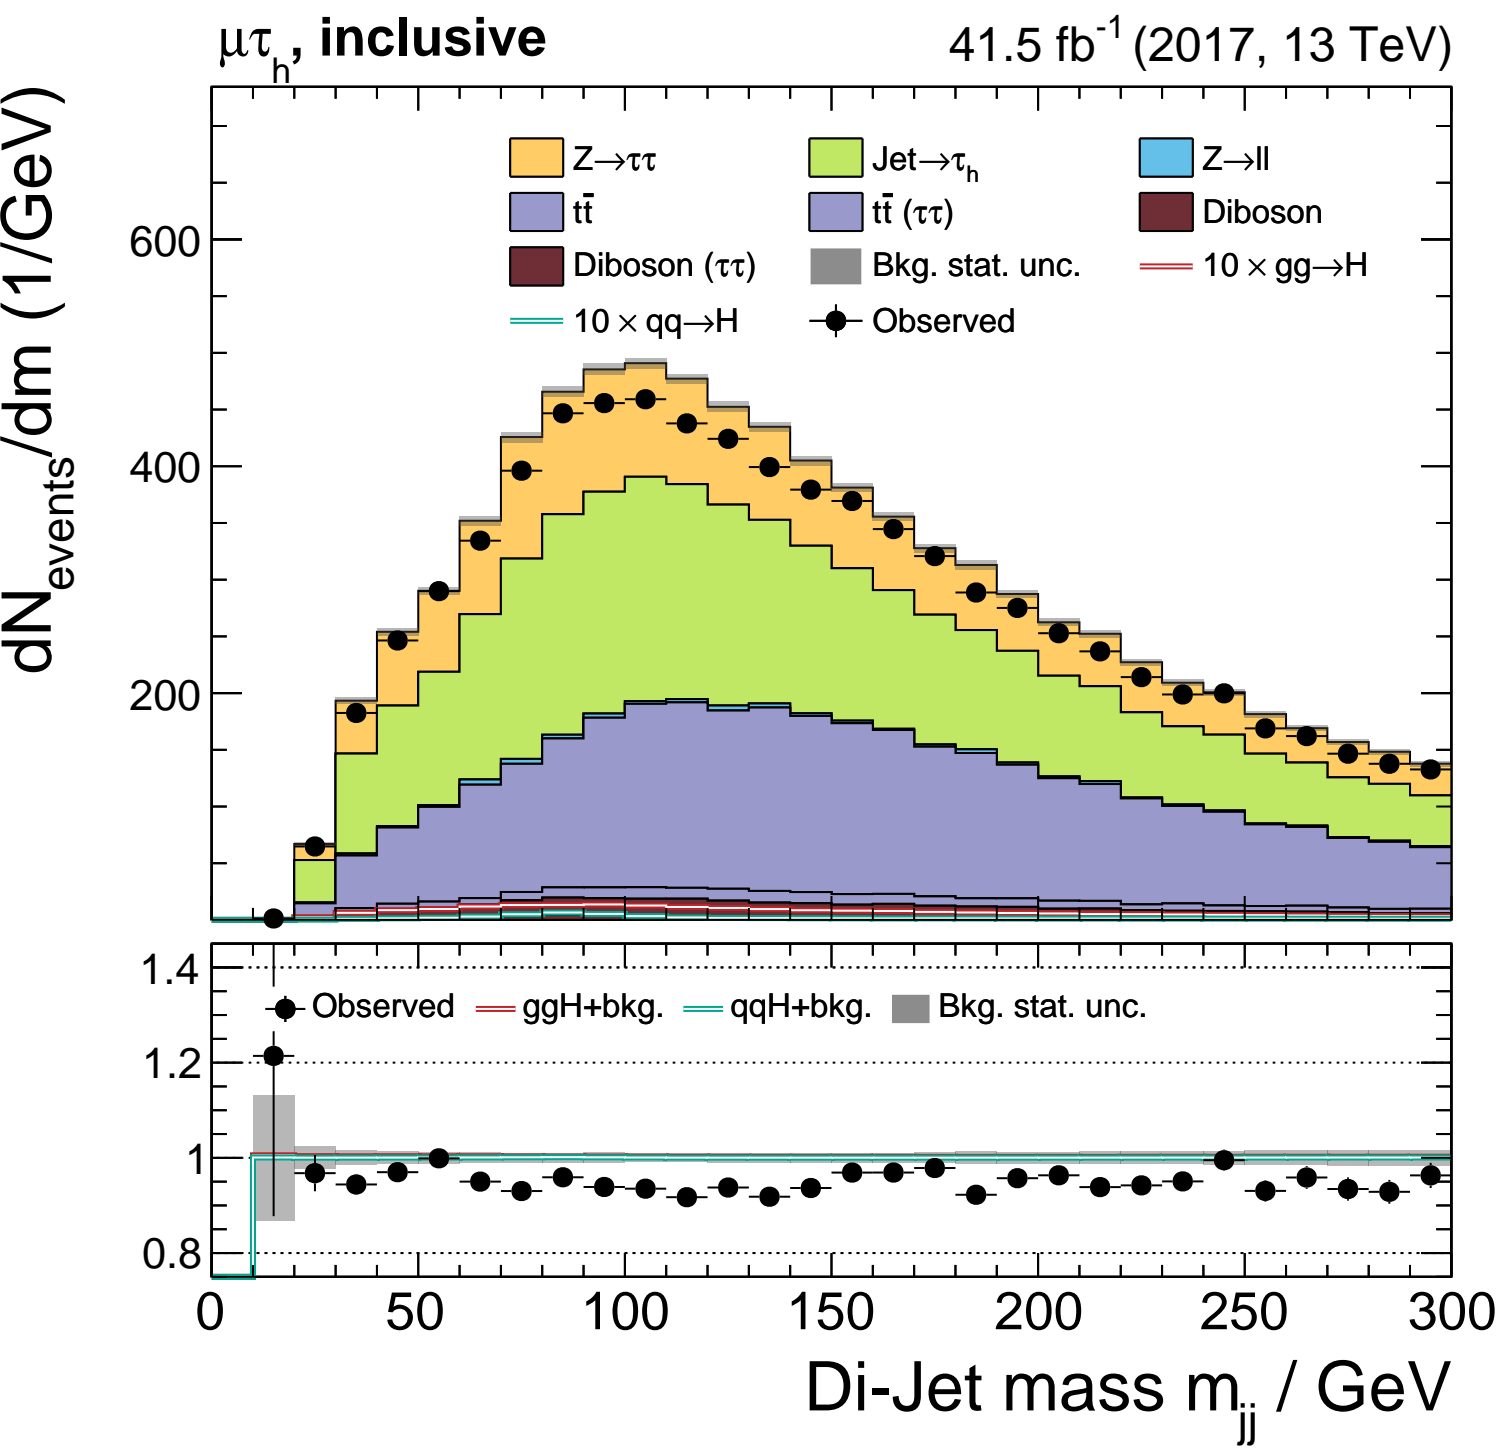 μτh, inclusive
41.5 fb-1 (2017, 13 TeV)
dNevents/dm (1/GeV)
Z→ττ
Jet→τh
Z→ll
tt̄
tt̄ (ττ)
Diboson
Diboson (ττ)
Bkg. stat. unc.
10 × gg→H
10 × qq→H
Observed
600
400
200
1.4
Observed
ggH+bkg.
qqH+bkg.
Bkg. stat. unc.
1.2
1
0.8
0 50 100 150 200 250 300
Di-Jet mass mjj / GeV